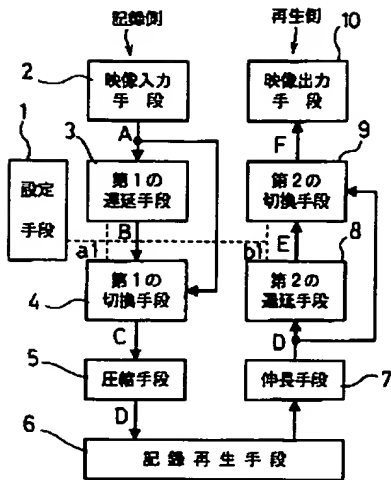 記録側
再生側
2
10
映像入力
手 段
映像出力
手 段
1
3
A
F
9
設定
手段
第1の
遅延手段
第2の
切換手段
B
E
8
a
b
4
第1の
切換手段
第2の
遅延手段
C
D
5
圧縮手段
伸長手段
7
6
D
記 録 再 生 手 段